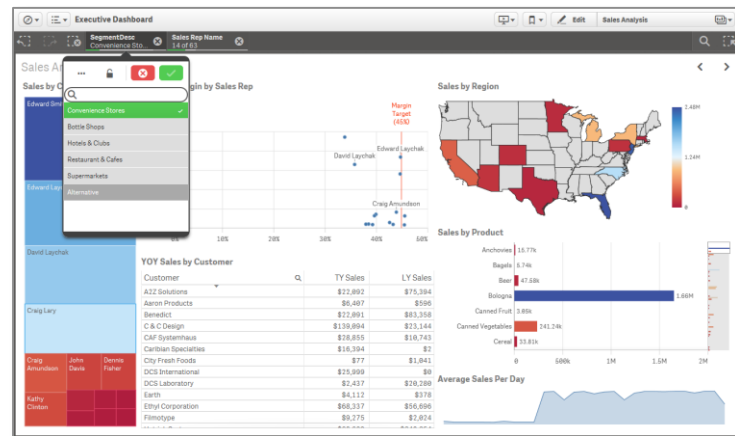 Executive Dashboard
Edit
Sales Analysis
SegmentDesc
Convenience Sto...
Sales Rep Name
14 of 63
Sales An
Sales by C
gin by Sales Rep
Sales by Region
Convenience Stores
Bottle Shops
Hotels & Clubs
Restaurant & Cafes
Supermarkets
Alternative
Edward Sm
Edward Lay
David Laychak
Craig Lary
Craig Amundson
John Davis
Dennis Fisher
Kathy Clinton
Margin Target (45%)
Edward Laychak
David Laychak
Craig Amundson
0% 10% 20% 30% 40% 50%
2.48M
1.24M
0
YOY Sales by Customer
Customer TY Sales LY Sales
A2Z Solutions $22,092 $75,394
Aaron Products $6,407 $596
Benedict $22,091 $83,358
C & C Design $139,094 $23,144
CAF Systemhaus $28,855 $10,743
Caribian Specialties $16,394 $2
City Fresh Foods $77 $1,041
DCS International $25,999 $0
DCS Laboratory $2,437 $20,280
Earth $4,112 $378
Ethyl Corporation $68,337 $56,696
Filmotype $9,275 $2,024
Sales by Product
Anchovies 15.77k
Bagels 6.74k
Beer 47.58k
Bologna 1.66M
Canned Fruit 3.89k
Canned Vegetables 241.24k
Cereal 33.81k
0 500k 1M 1.5M 2M
Average Sales Per Day